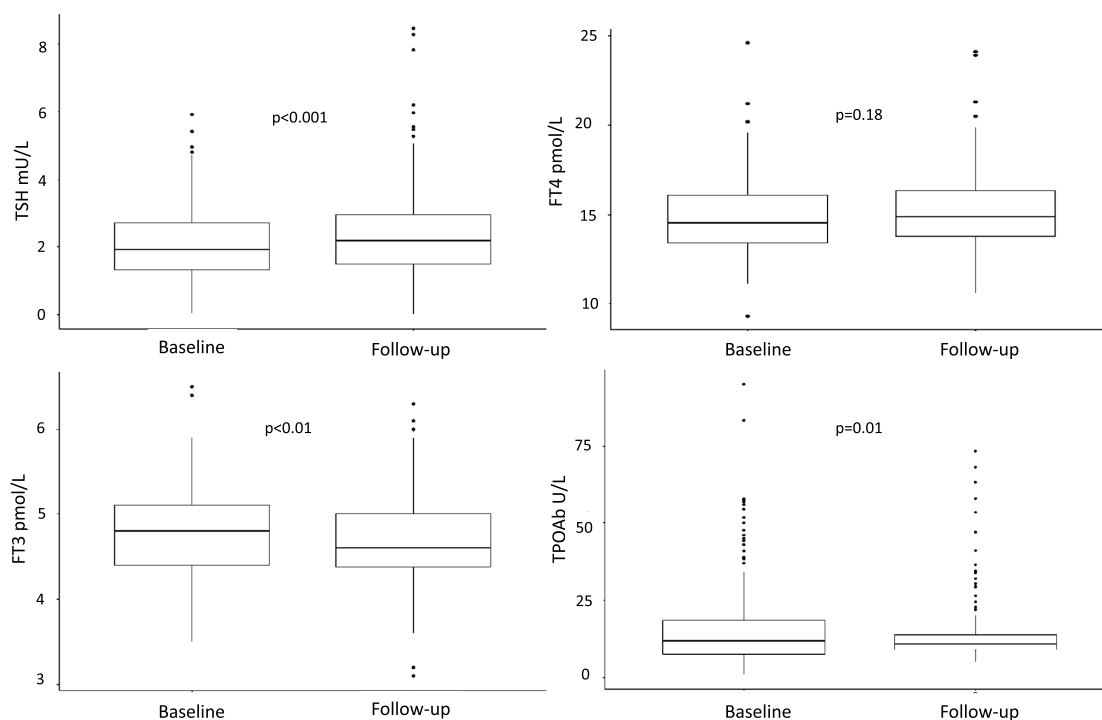 TSH mU/L
8
6
4
2
0
p<0.001
Baseline
Follow-up
FT4 pmol/L
25
20
15
10
p=0.18
Baseline
Follow-up
FT3 pmol/L
6
5
4
3
p<0.01
Baseline
Follow-up
TPOAb U/L
75
50
25
0
p=0.01
Baseline
Follow-up